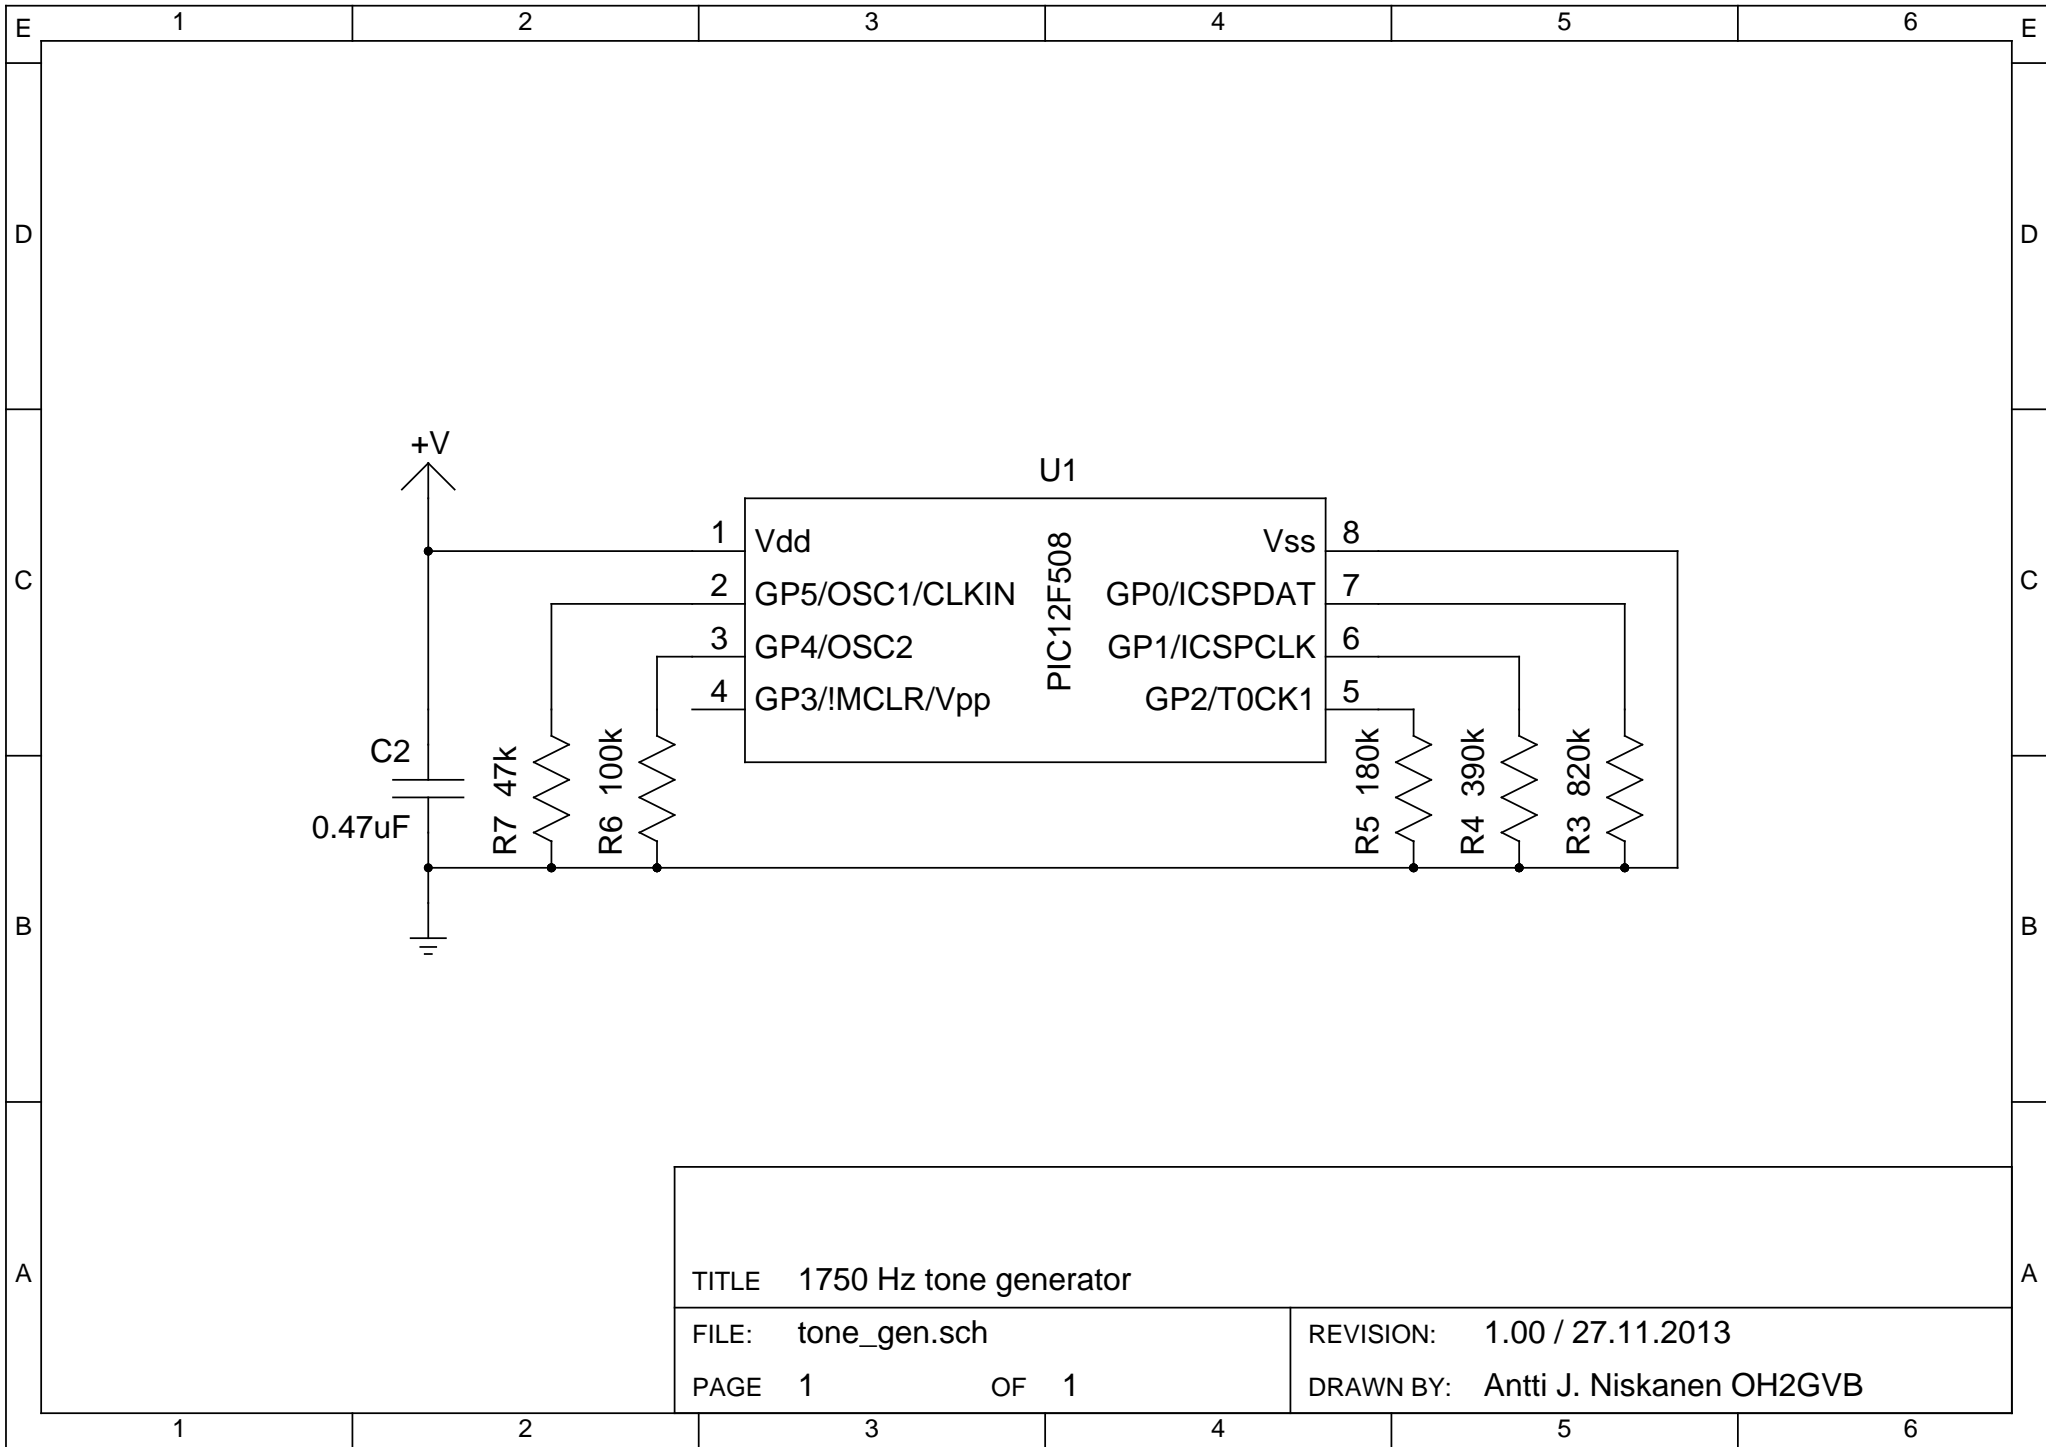 E 1 2 3 4 5 6 E
D D
+V
U1
1 Vdd Vss 8
C 2 GP5/OSC1/CLKIN PIC12F508 GP0/ICSPDAT 7 C
3 GP4/OSC2 GP1/ICSPCLK 6
4 GP3/!MCLR/Vpp GP2/T0CK1 5
C2
0.47uF
R7 47k
R6 100k
R5 180k
R4 390k
R3 820k
B B
A A
TITLE 1750 Hz tone generator
FILE: tone_gen.sch
REVISION: 1.00 / 27.11.2013
PAGE 1 OF 1
DRAWN BY: Antti J. Niskanen OH2GVB
1 2 3 4 5 6